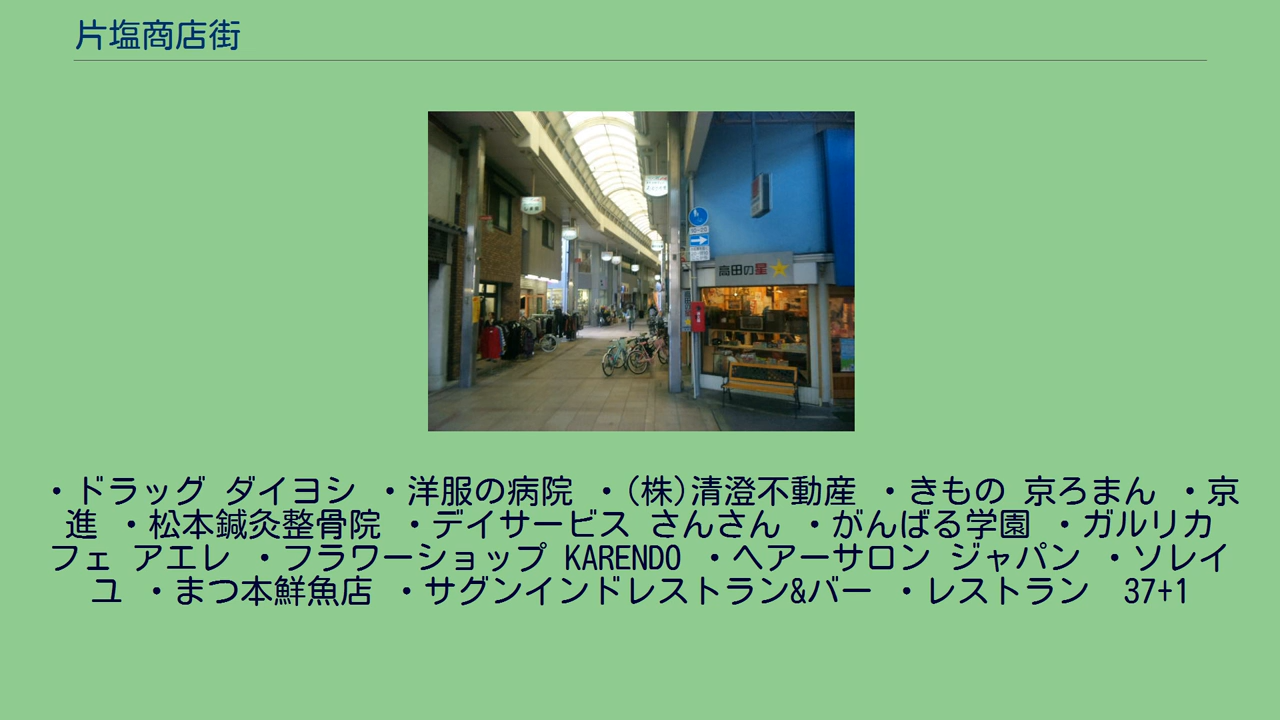 片塩商店街
高田の星
・ドラッグ ダイヨシ ・洋服の病院 ・(株)清澄不動産 ・きもの 京ろまん ・京
進 ・松本鍼灸整骨院 ・デイサービス さんさん ・がんばる学園 ・ガルリカ
フェ アエレ ・フラワーショップ KARENDO ・ヘアーサロン ジャパン ・ソレイ
ユ ・まつ本鮮魚店 ・サグンインドレストラン&バー ・レストラン　37+1